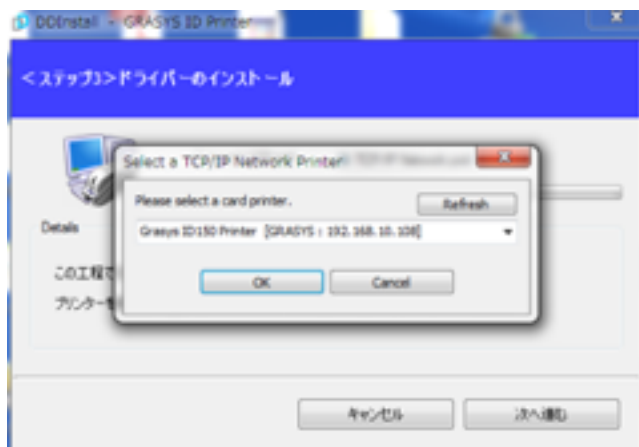 DDInstall - GRASYS ID Printer
<ステップ3>ドライバーのインストール
Select a TCP/IP Network Printer
Please select a card printer.
Refresh
Grasys ID150 Printer [GRASYS : 192.168.10.108]
OK
Cancel
Details
この工程で
プリンターを
キャンセル
次へ進む